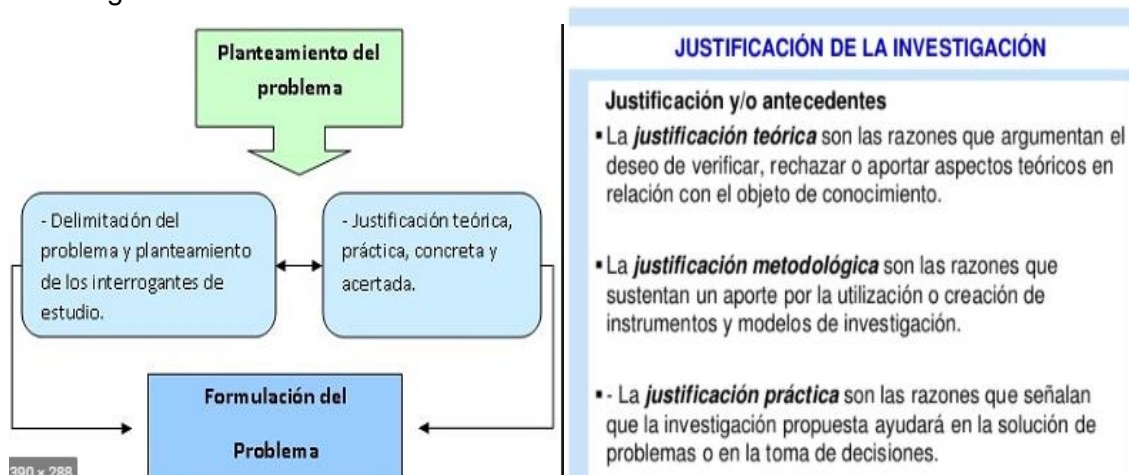 Planteamiento del
problema
- Delimitación del
problema y planteamiento
de los interrogantes de
estudio.
- Justificación teórica,
práctica, concreta y
acertada.
Formulación del
Problema
390 × 288
JUSTIFICACIÓN DE LA INVESTIGACIÓN
Justificación y/o antecedentes
▪ La justificación teórica son las razones que argumentan el
deseo de verificar, rechazar o aportar aspectos teóricos en
relación con el objeto de conocimiento.
▪ La justificación metodológica son las razones que
sustentan un aporte por la utilización o creación de
instrumentos y modelos de investigación.
▪ - La justificación práctica son las razones que señalan
que la investigación propuesta ayudará en la solución de
problemas o en la toma de decisiones.